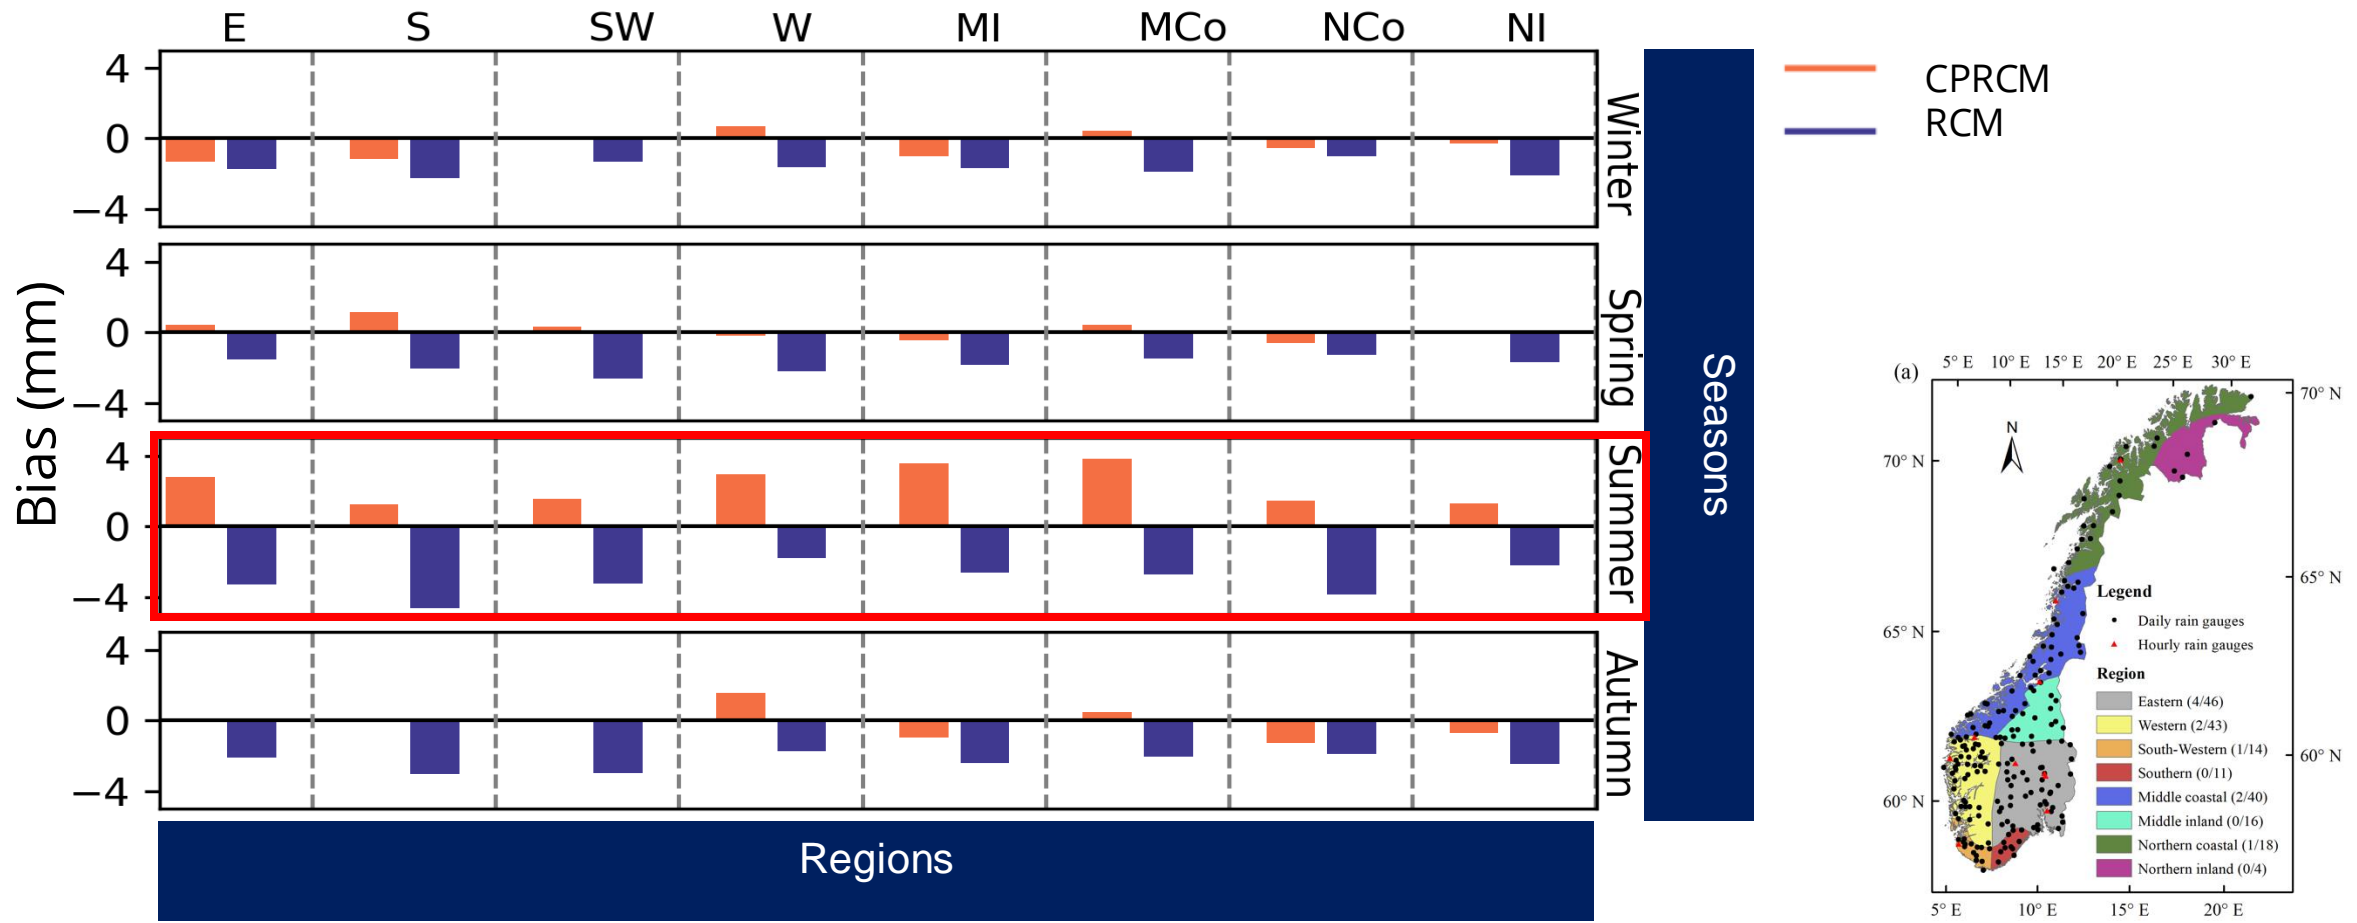 E S SW W MI MCo NCo NI
4
0
−4
Winter
4
0
−4
Spring
4
0
−4
Summer
4
0
−4
Autumn
Bias (mm)
Seasons
Regions
CPRCM
RCM
(a)
5° E 10° E 15° E 20° E 25° E 30° E
70° N
N
70° N
65° N
65° N
60° N
60° N
Legend
Daily rain gauges
Hourly rain gauges
Region
Eastern (4/46)
Western (2/43)
South-Western (1/14)
Southern (0/11)
Middle coastal (2/40)
Middle inland (0/16)
Northern coastal (1/18)
Northern inland (0/4)
5° E 10° E 15° E 20° E